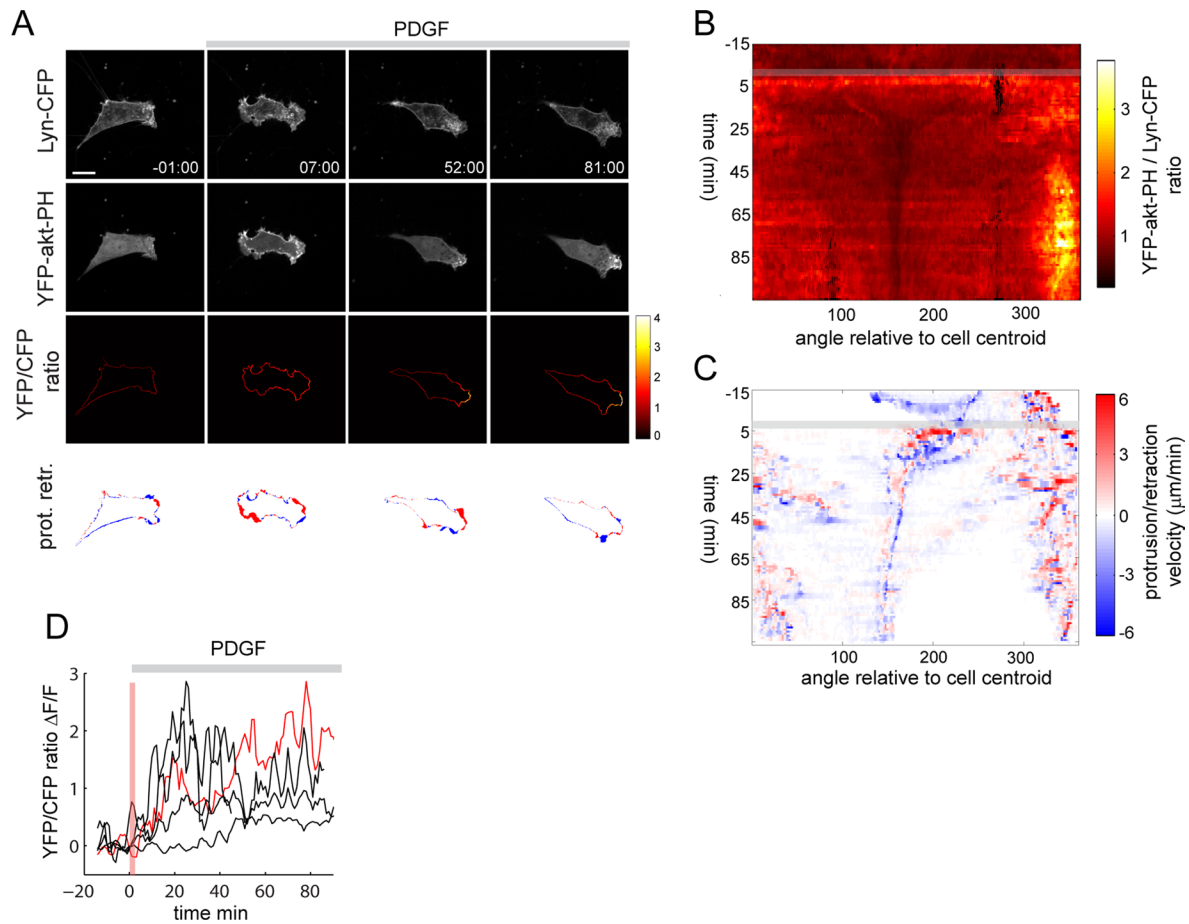 A
PDGF
Lyn-CFP
-01:00
07:00
52:00
81:00
YFP-akt-PH
YFP/CFP
ratio
4
3
2
1
0
prot. retr.
B
-15
5
25
45
65
85
time (min)
100
200
300
angle relative to cell centroid
3
2
1
YFP-akt-PH / Lyn-CFP
ratio
C
-15
5
25
45
65
85
time (min)
100
200
300
angle relative to cell centroid
6
3
0
-3
-6
protrusion/retraction
velocity (μm/min)
D
PDGF
3
2
1
0
YFP/CFP ratio ΔF/F
−20
0
20
40
60
80
time min